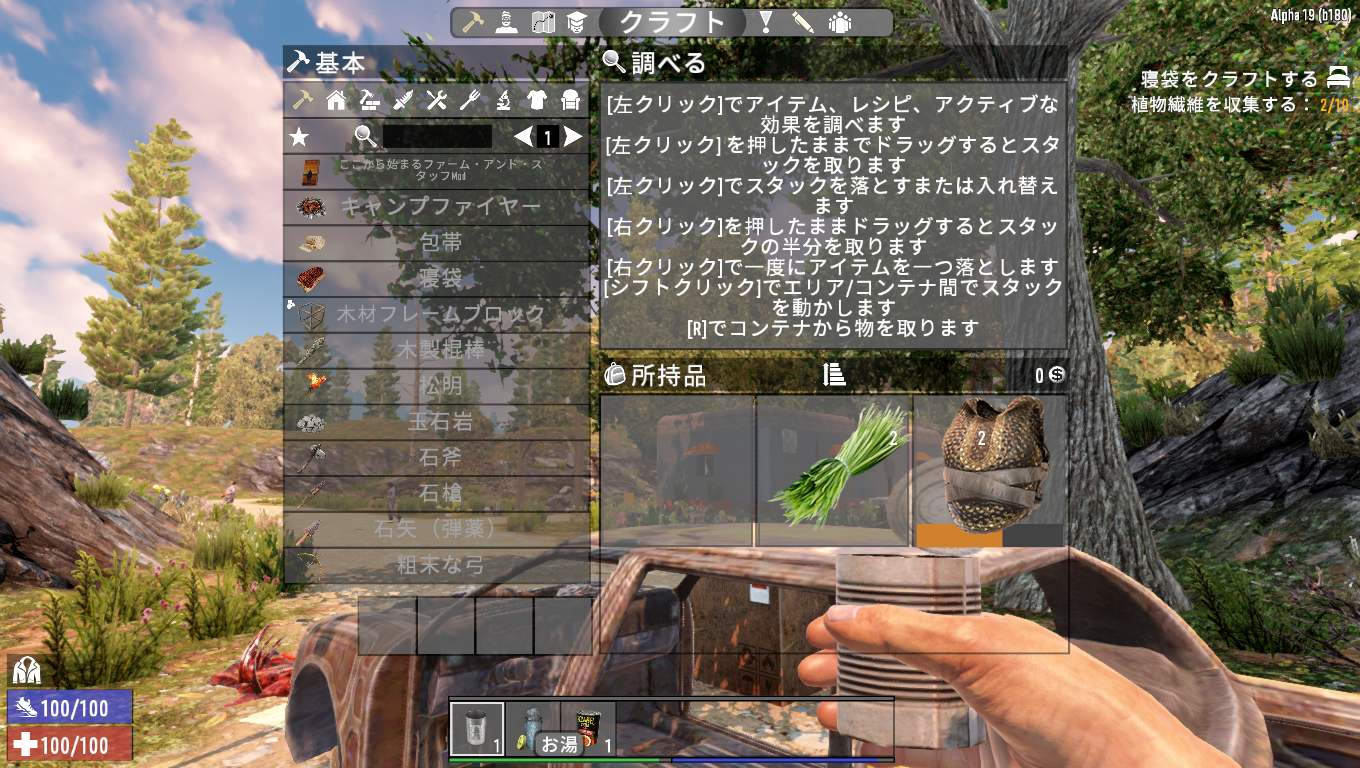 クラフト
Alpha 19 (b180)
基本
調べる
寝袋をクラフトする
植物繊維を収集する： 2/10
1
ここから始まるファーム・アンド・ス
タッフMod
キャンプファイヤー
包帯
寝袋
木材フレームブロック
木製棍棒
松明
玉石岩
石斧
石槍
石矢（弾薬）
粗末な弓
[左クリック]でアイテム、レシピ、アクティブな
効果を調べます
[左クリック] を押したままでドラッグするとスタ
ックを取ります
[左クリック]でスタックを落とすまたは入れ替え
ます
[右クリック]を押したままドラッグするとスタッ
クの半分を取ります
[右クリック]で一度にアイテムを一つ落とします
[シフトクリック]でエリア/コンテナ間でスタック
を動かします
[R]でコンテナから物を取ります
所持品
0
2
2
100/100
100/100
1
お湯
1